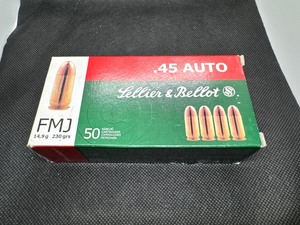 .45 AUTO
Sellier & Bellot
FMJ
14,9 g 230 grs
50